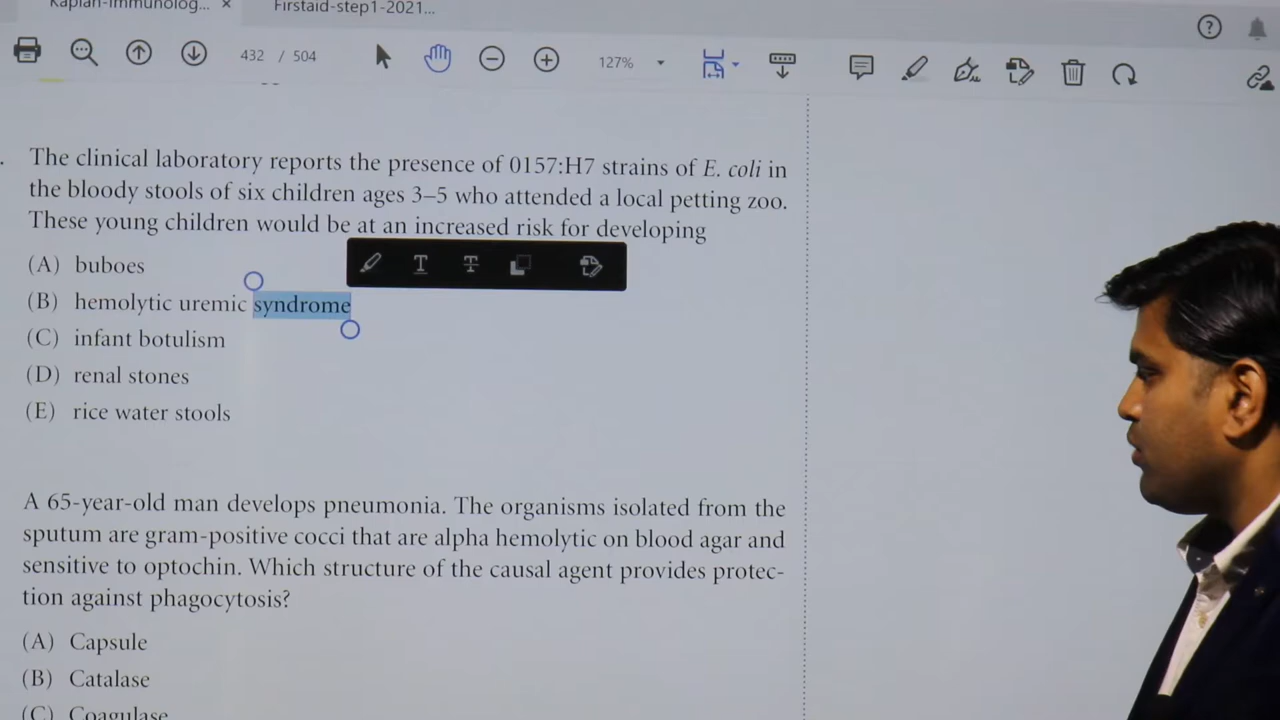 Kaplan-Immunolog... ×
Firstaid-step1-2021...
432 / 504
127%
. The clinical laboratory reports the presence of 0157:H7 strains of E. coli in
the bloody stools of six children ages 3–5 who attended a local petting zoo.
These young children would be at an increased risk for developing
(A) buboes
(B) hemolytic uremic syndrome
(C) infant botulism
(D) renal stones
(E) rice water stools
A 65-year-old man develops pneumonia. The organisms isolated from the
sputum are gram-positive cocci that are alpha hemolytic on blood agar and
sensitive to optochin. Which structure of the causal agent provides protec-
tion against phagocytosis?
(A) Capsule
(B) Catalase
(C) Coagulase